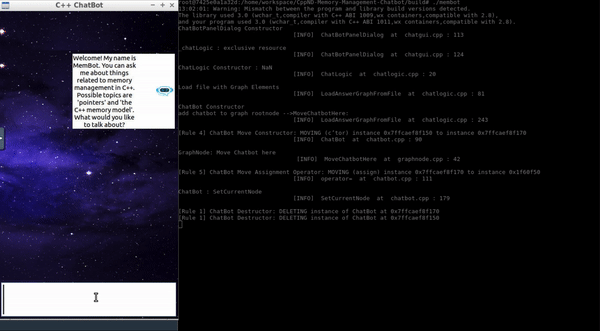 C++ ChatBot
Welcome! My name is
MemBot. You can ask
me about things
related to memory
management in C++.
Possible topics are
'pointers' and 'the
C++ memory model'.
What would you like
to talk about?
root@7425e8a1a32d:/home/workspace/CppND-Memory-Management-Chatbot/build# ./membot
Warning: Mismatch between the program and library build versions detected.
The library used 3.0 (wchar_t,compiler with C++ ABI 1009,wx containers,compatible with 2.8),
and your program used 3.0 (wchar_t,compiler with C++ ABI 1011,wx containers,compatible with 2.8).
ChatBotPanelDialog Constructor
[INFO] ChatBotPanelDialog at chatgui.cpp : 113
chatLogic : exclusive resource
[INFO] ChatBotPanelDialog at chatgui.cpp : 124
ChatLogic Constructor : NaN
[INFO] ChatLogic at chatlogic.cpp : 20
Load file with Graph Elements
[INFO] LoadAnswerGraphFromFile at chatlogic.cpp : 81
ChatBot Constructor
add chatbot to graph rootnode -->MoveChatbotHere:
[INFO] LoadAnswerGraphFromFile at chatlogic.cpp : 243
[Rule 4] ChatBot Move Constructor: MOVING (c'tor) instance 0x7ffcaef8f150 to instance 0x7ffcaef8f170
[INFO] ChatBot at chatbot.cpp : 90
GraphNode: Move Chatbot here
[INFO] MoveChatbotHere at graphnode.cpp : 42
[Rule 5] ChatBot Move Assignment Operator: MOVING (assign) instance 0x7ffcaef8f170 to instance 0x1f60f50
[INFO] operator= at chatbot.cpp : 111
ChatBot : SetCurrentNode
[INFO] SetCurrentNode at chatbot.cpp : 179
[Rule 1] ChatBot Destructor: DELETING instance of ChatBot at 0x7ffcaef8f170
[Rule 1] ChatBot Destructor: DELETING instance of ChatBot at 0x7ffcaef8f150